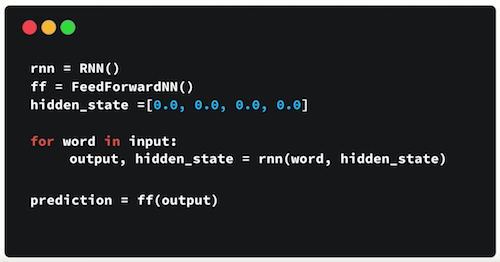 rnn = RNN()
ff = FeedForwardNN()
hidden_state =[0.0, 0.0, 0.0, 0.0]
for word in input:
output, hidden_state = rnn(word, hidden_state)
prediction = ff(output)